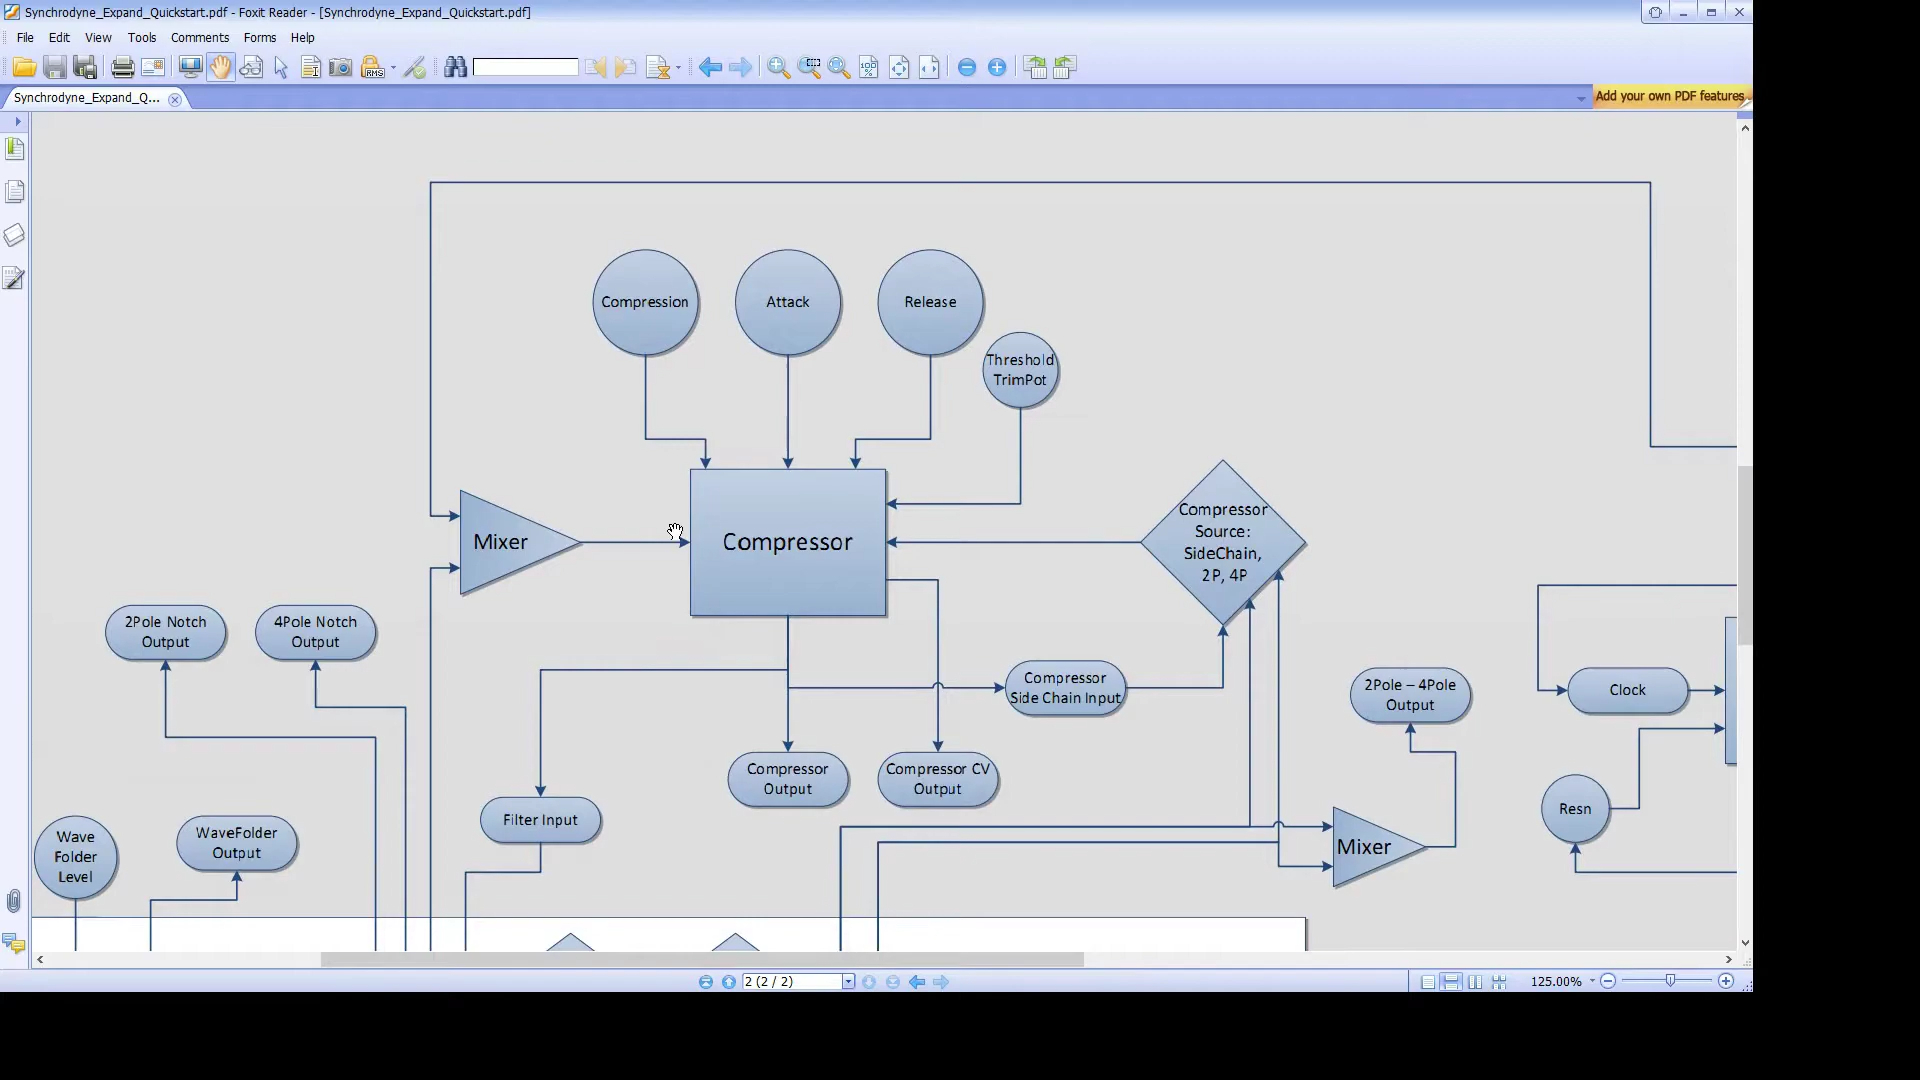 Synchrodyne_Expand_Quickstart.pdf - Foxit Reader - [Synchrodyne_Expand_Quickstart.pdf]
File Edit View Tools Comments Forms Help
RMS
100%
Synchrodyne_Expand_Q...
Add your own PDF features
Compression
Attack
Release
Threshold
TrimPot
Mixer
Compressor
Compressor
Source:
SideChain,
2P, 4P
2Pole Notch
Output
4Pole Notch
Output
Compressor
Side Chain Input
2Pole – 4Pole
Output
Clock
Compressor
Output
Compressor CV
Output
Filter Input
Resn
Wave
Folder
Level
WaveFolder
Output
Mixer
2 (2 / 2)
125.00%